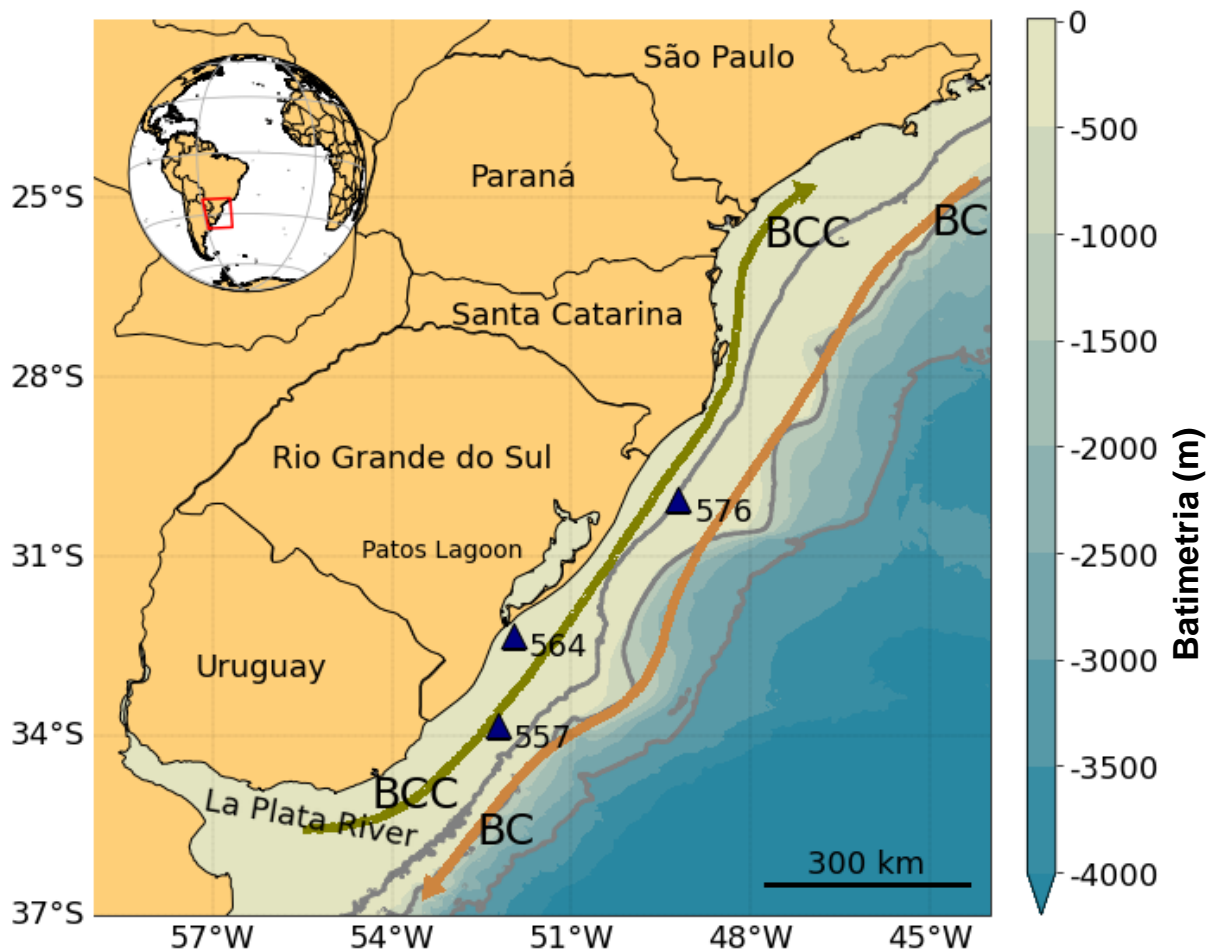 São Paulo
Paraná
Santa Catarina
Rio Grande do Sul
Patos Lagoon
Uruguay
La Plata River
BCC
BC
BCC
BC
576
564
557
300 km
25°S
28°S
31°S
34°S
37°S
57°W
54°W
51°W
48°W
45°W
0
-500
-1000
-1500
-2000
-2500
-3000
-3500
-4000
Batimetria (m)